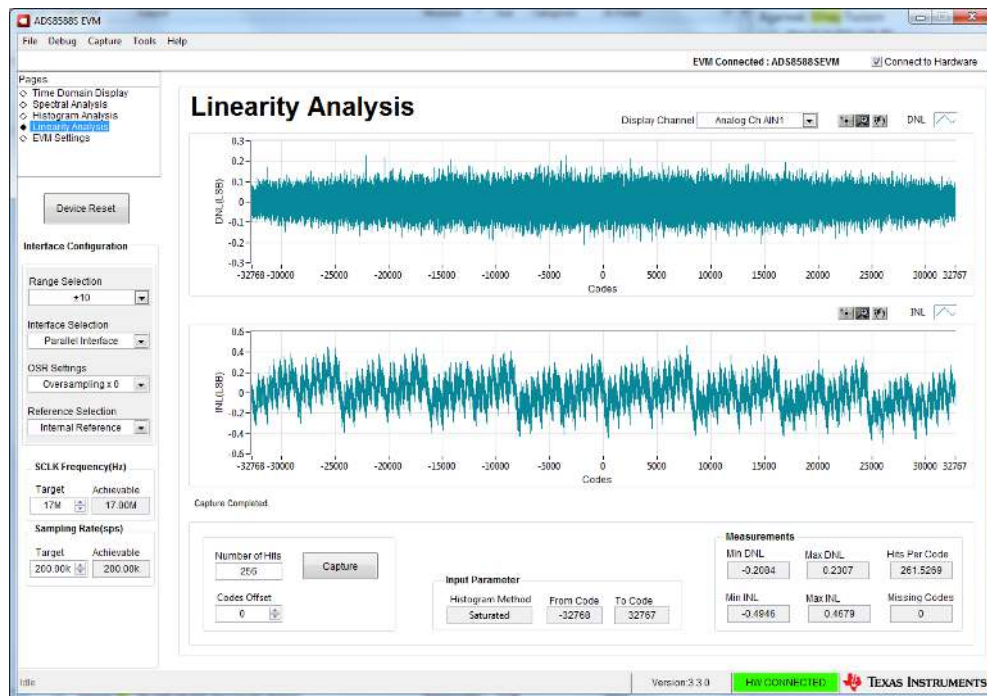 ADS8588S EVM
File Debug Capture Tools Help
EVM Connected : ADS8588SEVM Connect to Hardware
Pages
Time Domain Display
Spectral Analysis
Histogram Analysis
Linearity Analysis
EVM Settings
Device Reset
Interface Configuration
Range Selection
±10
Interface Selection
Parallel Interface
OSR Settings
Oversampling x 0
Reference Selection
Internal Reference
SCLK Frequency(Hz)
Target Achievable
17M 17.00M
Sampling Rate(sps)
Target Achievable
200.00k 200.00k
Linearity Analysis
Display Channel Analog Ch AIN1 DNL
DNL(LSB)
0.3
0.2
0.1
0
-0.1
-0.2
-0.3
-32768 -30000 -25000 -20000 -15000 -10000 -5000 0 5000 10000 15000 20000 25000 30000 32767
Codes
INL
INL(LSB)
0.6
0.4
0.2
0
-0.2
-0.4
-0.6
-32768 -30000 -25000 -20000 -15000 -10000 -5000 0 5000 10000 15000 20000 25000 30000 32767
Codes
Capture Completed.
Number of Hits
256
Capture
Codes Offset
0
Input Parameter
Histogram Method From Code To Code
Saturated -32768 32767
Measurements
Min DNL Max DNL Hits Per Code
-0.2084 0.2307 261.5269
Min INL Max INL Missing Codes
-0.4946 0.4679 0
Idle Version:3.3.0 HW CONNECTED TEXAS INSTRUMENTS